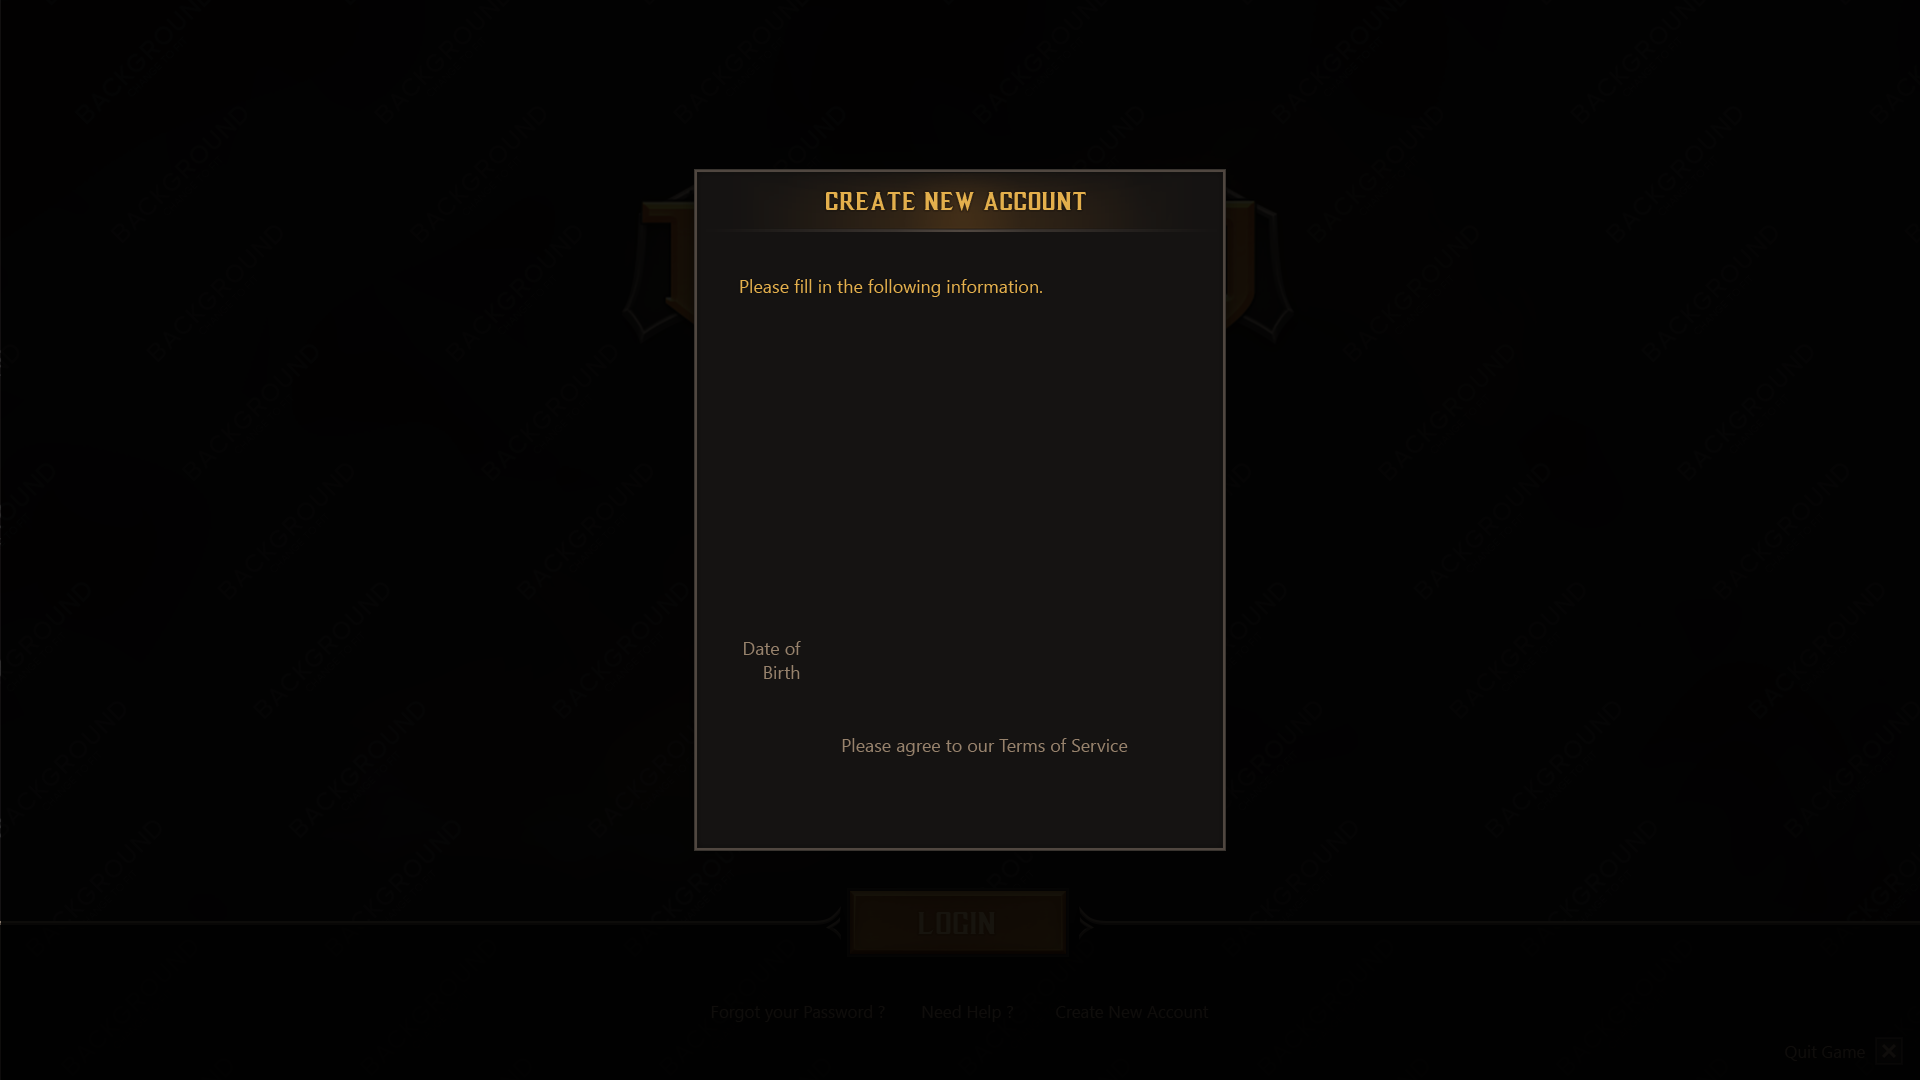 CREATE NEW ACCOUNT
Please fill in the following information.
Date of
Birth
Please agree to our Terms of Service
LOGIN
Forgot your Password ?
Need Help ?
Create New Account
Quit Game
BACKGROUND